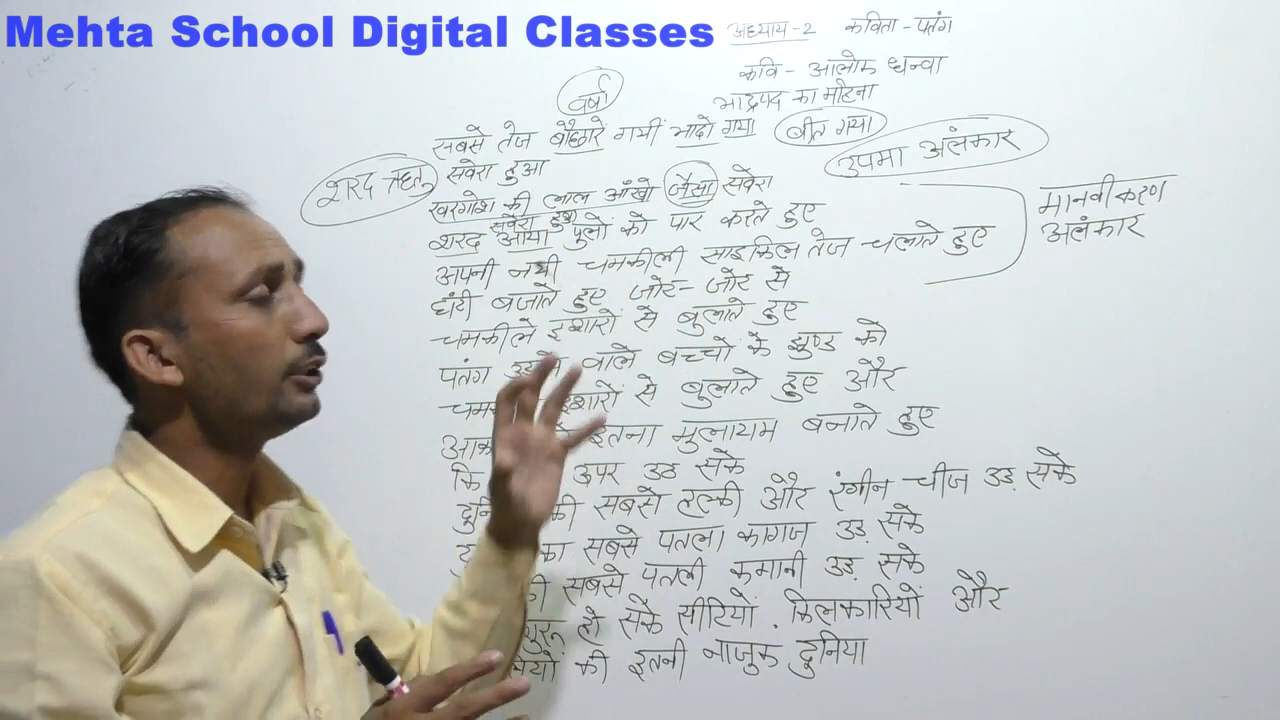 Mehta School Digital Classes
अध्याय-2 कविता-पतंग
कवि - आलोक धन्वा
वर्षा
भाद्रपद का महिना
सबसे तेज बौछारें गयीं भादो गया
बीत गया
उपमा अलंकार
शरद ऋतु
सवेरा हुआ
खरगोश की लाल आंखो जैसा सवेरा
मानवीकरण
अलंकार
सवेरा हुआ
शरद आया पुलों को पार करते हुए
अपनी नयी चमकीली साइकिल तेज चलाते हुए
घंटी बजाते हुए जोर-जोर से
चमकीले इशारों से बुलाते हुए
पतंग वाले बच्चों के झुण्ड को
इशारों से बुलाते हुए और
इतना मुलायम बनाते हुए
कि उपर उठ सके
की सबसे हल्की और रंगीन चीज उड़ सके
का सबसे पतला कागज उड़ सके
की सबसे पतली कमानी उड़ सके
शुरू हो सके सीटियों . किलकारियों और
की इतनी नाजुक दुनिया